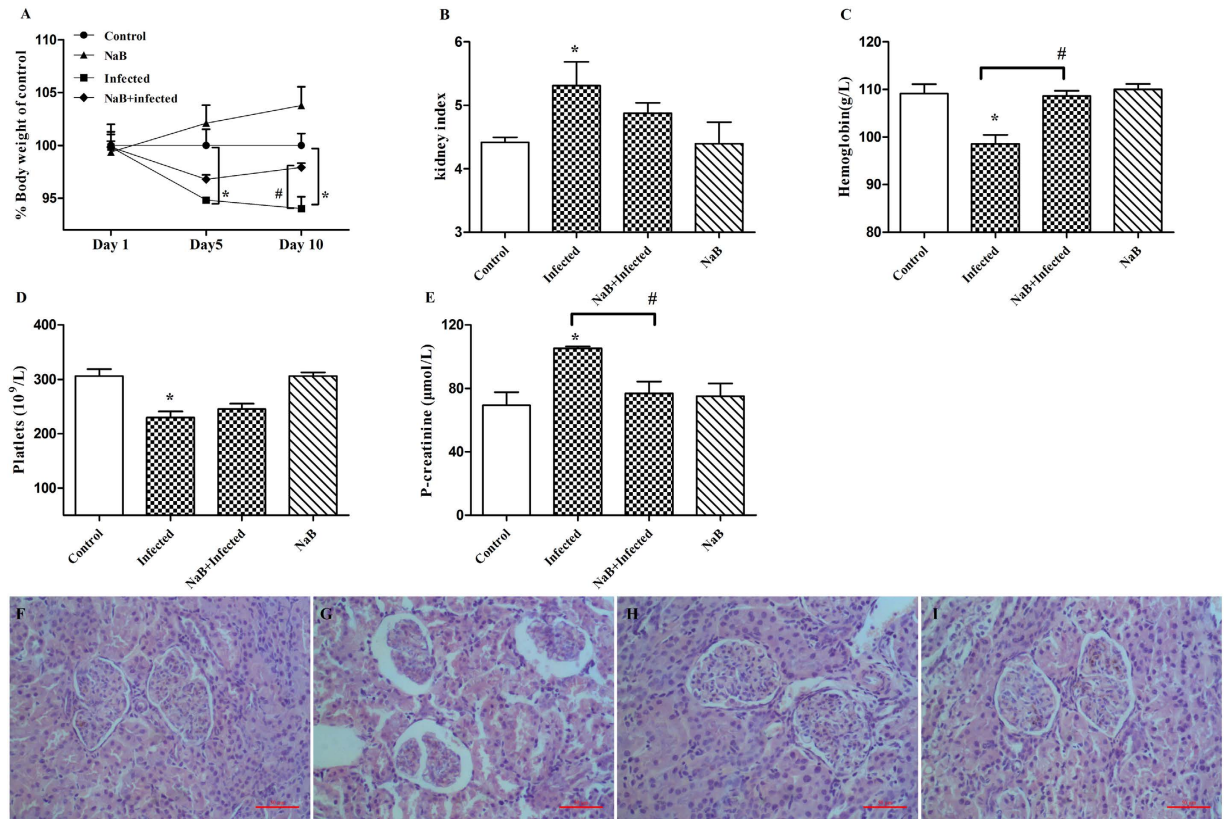 A
110
105
100
95
% Body weight of control
Control
NaB
Infected
NaB+infected
*
#
*
Day 1
Day5
Day 10
B
6
5
4
3
kidney index
*
Control
Infected
NaB+Infected
NaB
C
120
110
100
90
80
Hemoglobin(g/L)
*
#
Control
Infected
NaB+Infected
NaB
D
400
300
200
100
Platlets (10^9/L)
*
Control
Infected
NaB+Infected
NaB
E
120
80
40
0
P-creatinine (μmol/L)
#
*
Control
Infected
NaB+Infected
NaB
F
G
H
I